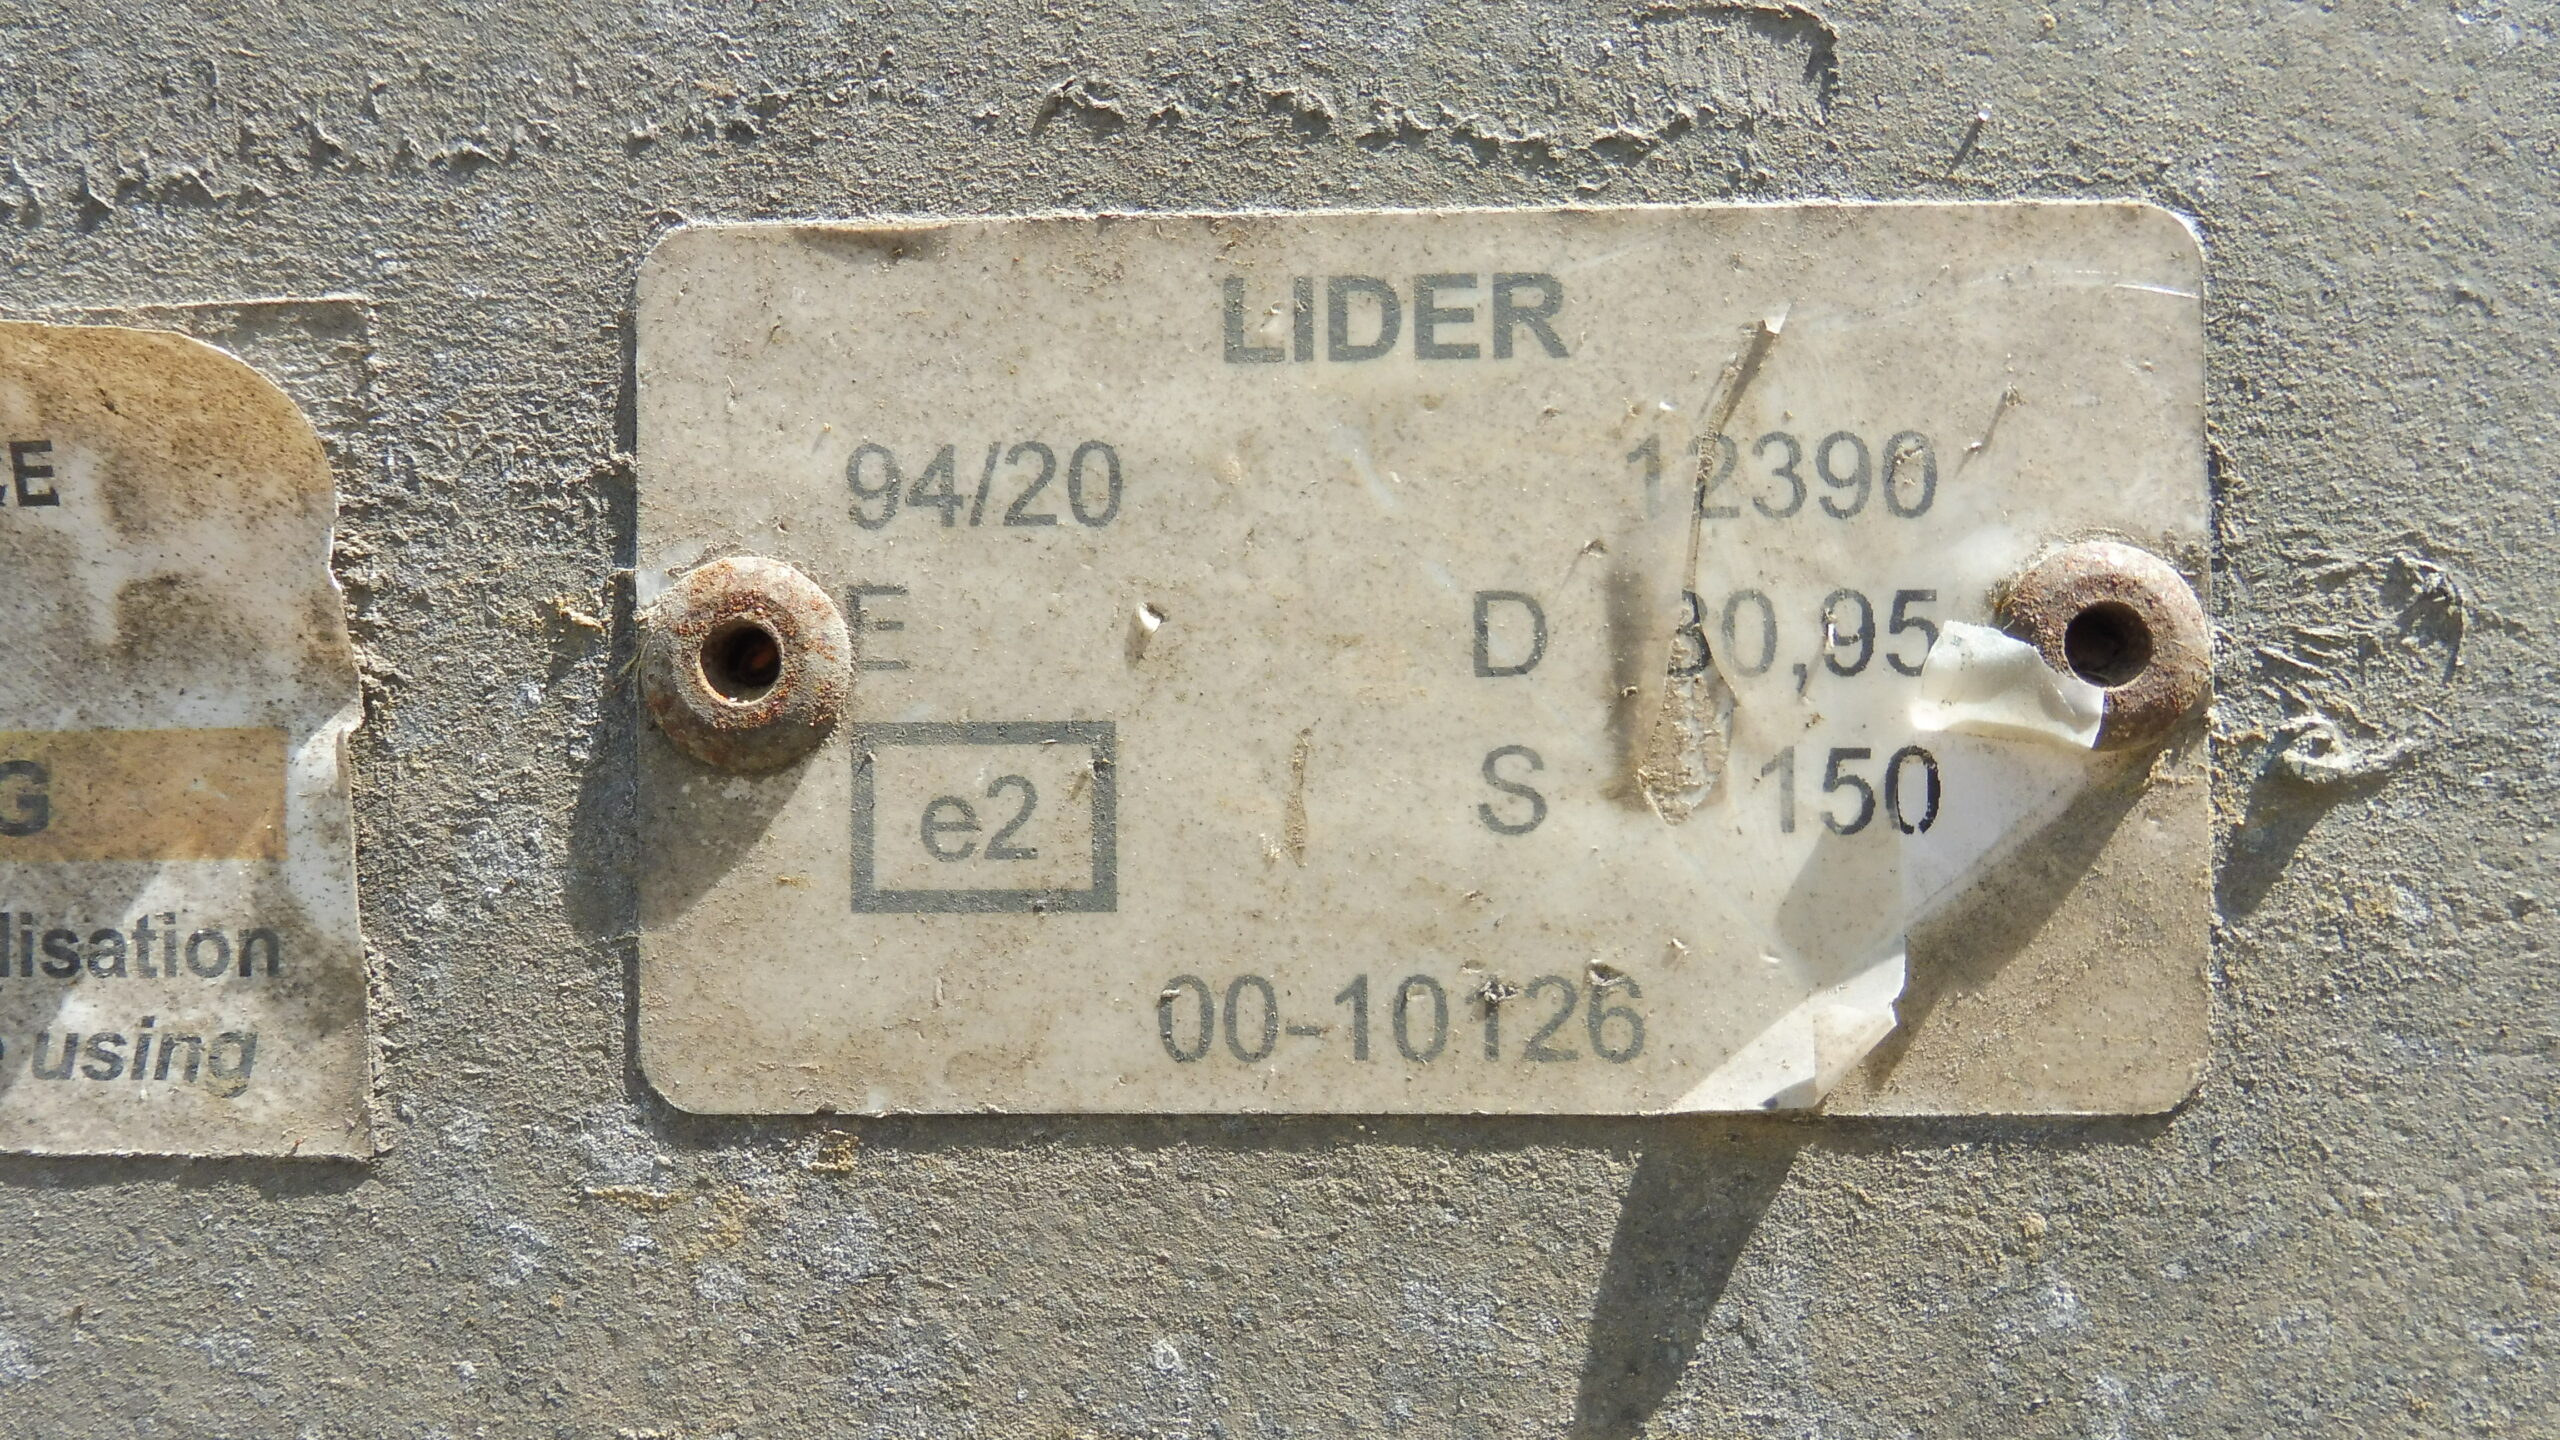 LIDER
94/20 12390
E D 30,95
e2 S 150
00-10126
G
using